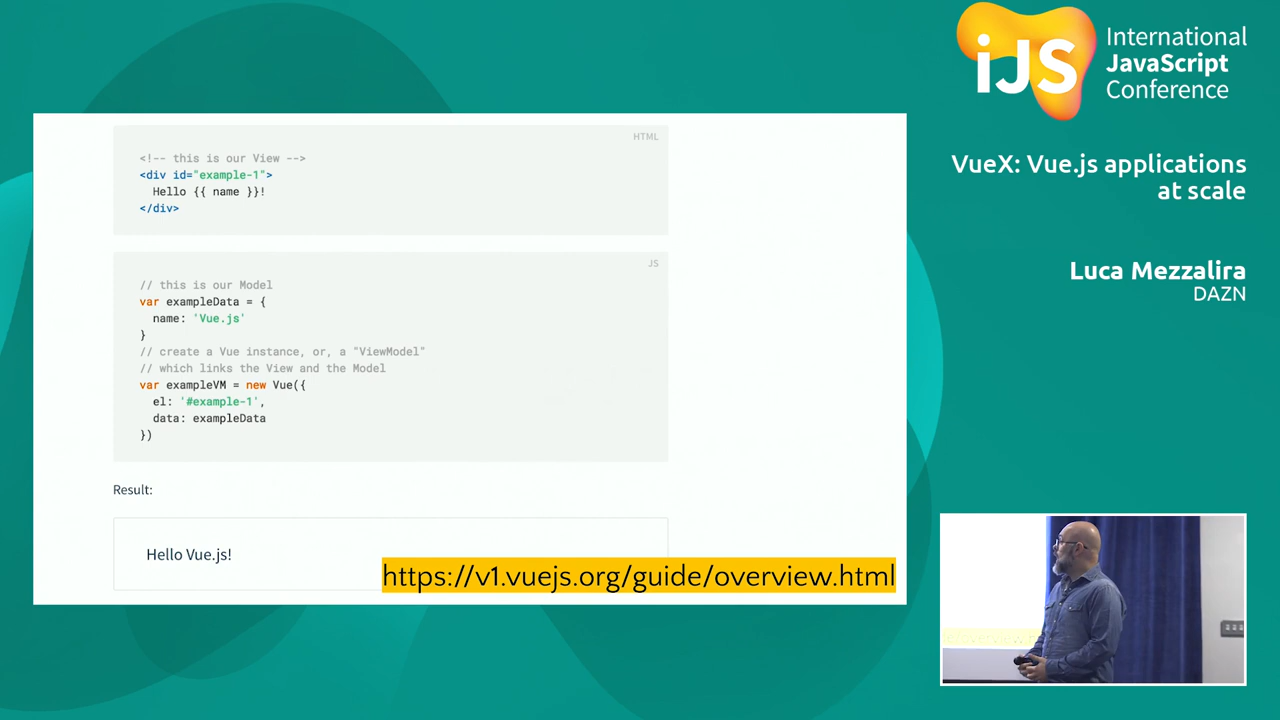 HTML
<!-- this is our View -->
<div id="example-1">
Hello {{ name }}!
</div>
JS
// this is our Model
var exampleData = {
name: 'Vue.js'
}
// create a Vue instance, or, a "ViewModel"
// which links the View and the Model
var exampleVM = new Vue({
el: '#example-1',
data: exampleData
})
Result:
Hello Vue.js!
https://v1.vuejs.org/guide/overview.html
iJS
International
JavaScript
Conference
VueX: Vue.js applications
at scale
Luca Mezzalira
DAZN